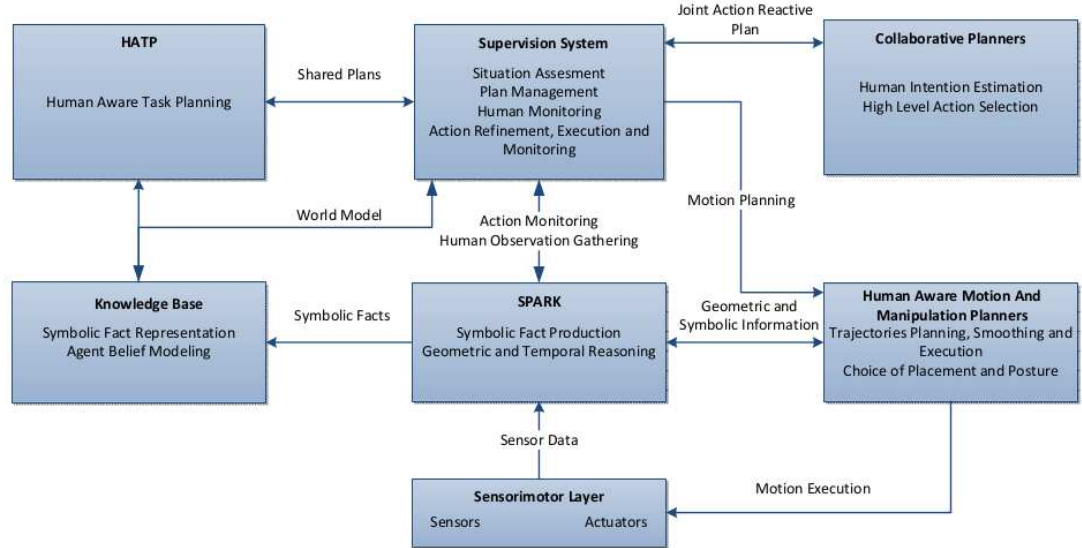 HATP
Human Aware Task Planning
Shared Plans
Supervision System
Situation Assesment
Plan Management
Human Monitoring
Action Refinement, Execution and
Monitoring
Joint Action Reactive
Plan
Collaborative Planners
Human Intention Estimation
High Level Action Selection
World Model
Action Monitoring
Human Observation Gathering
Motion Planning
Knowledge Base
Symbolic Fact Representation
Agent Belief Modeling
Symbolic Facts
SPARK
Symbolic Fact Production
Geometric and Temporal Reasoning
Geometric and
Symbolic Information
Human Aware Motion And
Manipulation Planners
Trajectories Planning, Smoothing and
Execution
Choice of Placement and Posture
Sensor Data
Sensorimotor Layer
Sensors
Actuators
Motion Execution